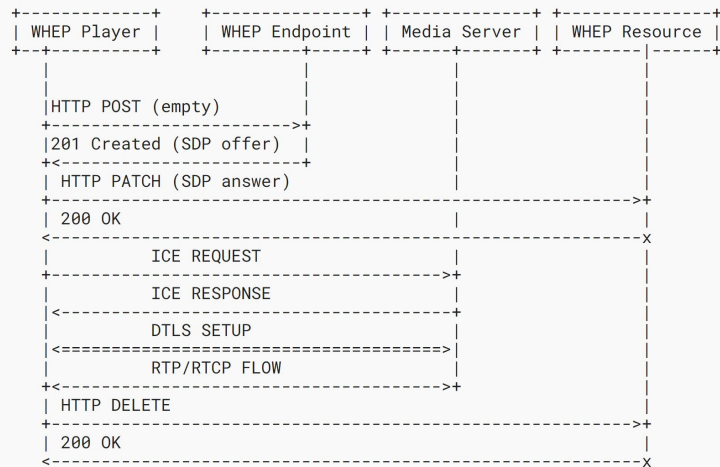 WHEP Player WHEP Endpoint Media Server WHEP Resource
HTTP POST (empty)
201 Created (SDP offer)
HTTP PATCH (SDP answer)
200 OK
x
ICE REQUEST
ICE RESPONSE
DTLS SETUP
RTP/RTCP FLOW
HTTP DELETE
200 OK
x